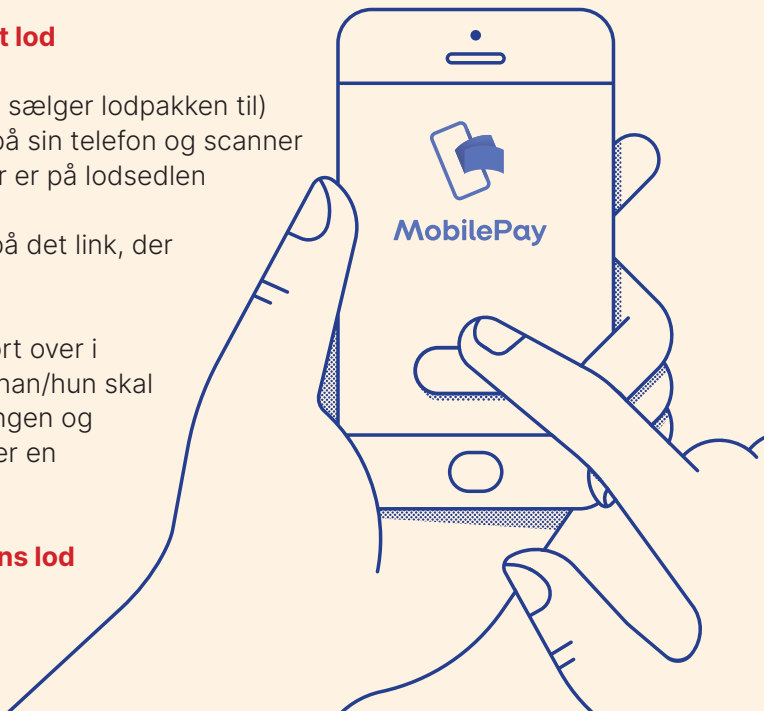 t lod
sælger lodpakken til)
på sin telefon og scanner
r er på lodsedlen
på det link, der
rt over i
han/hun skal
ngen og
er en
ns lod
MobilePay